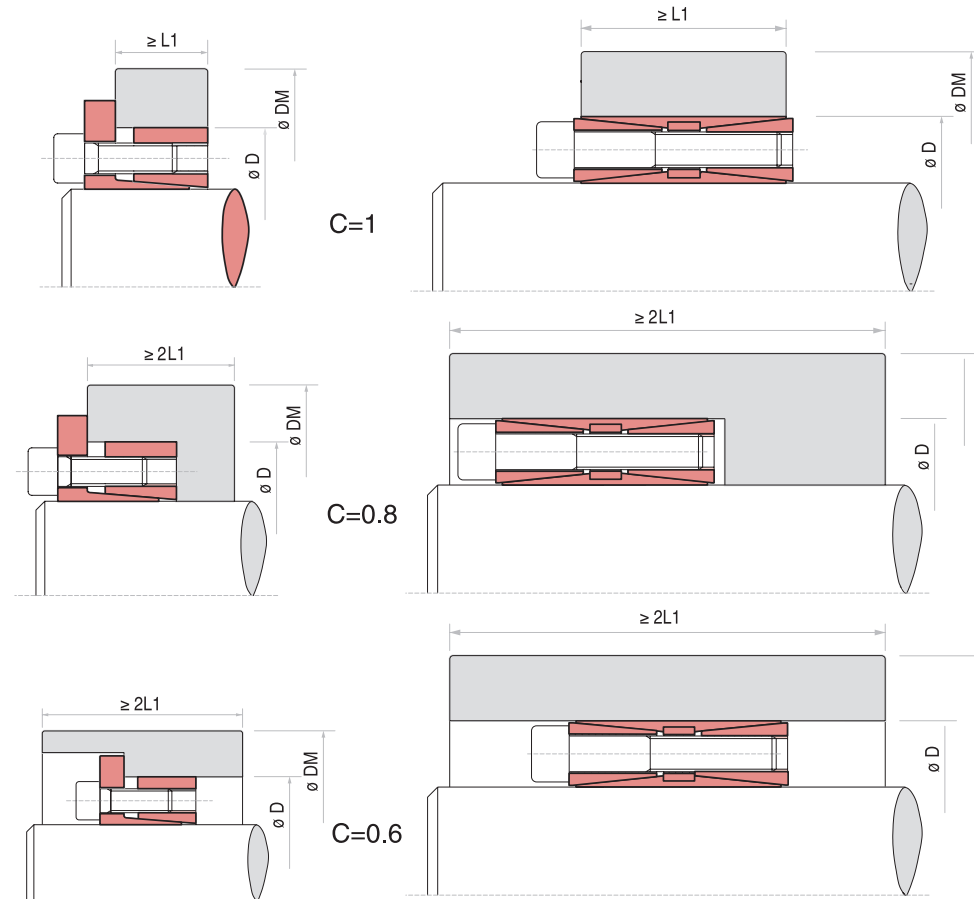 ≥ L1
ø DM
ø D
C=1
≥ L1
ø DM
ø D
≥ 2L1
ø DM
ø D
C=0.8
≥ 2L1
ø D
≥ 2L1
ø DM
ø D
C=0.6
≥ 2L1
ø D